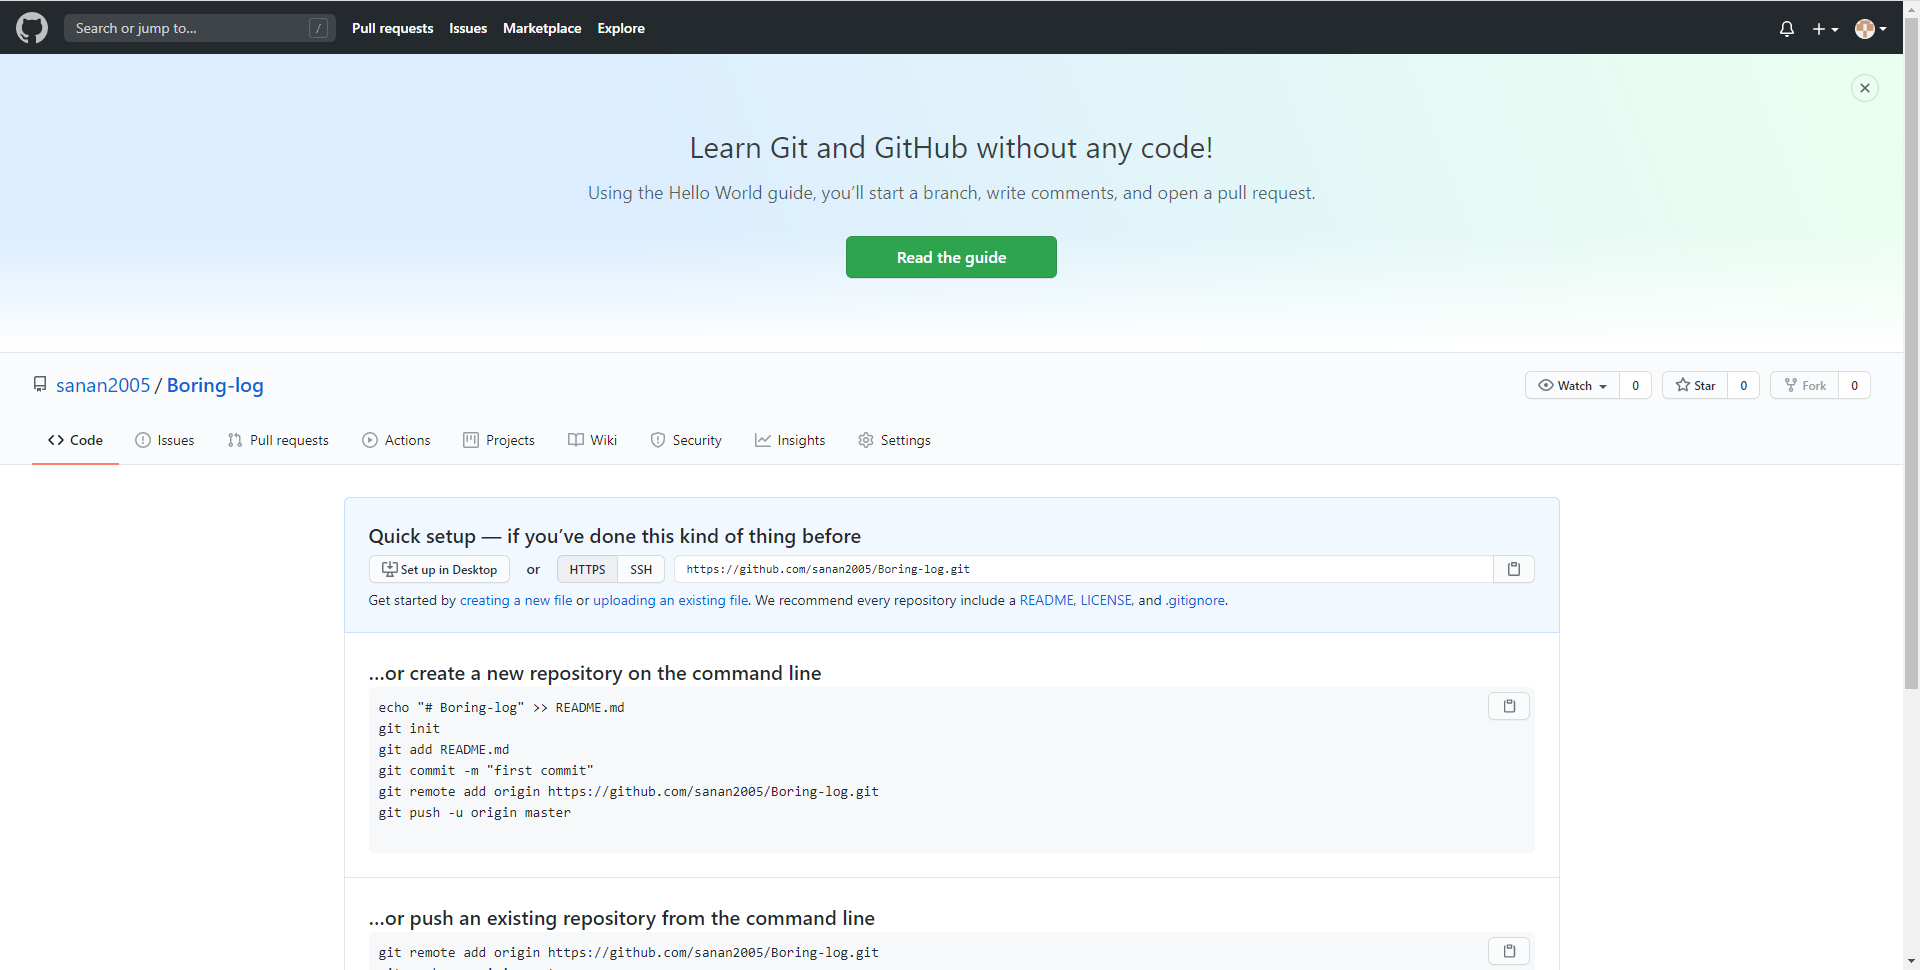 Search or jump to... /
Pull requests Issues Marketplace Explore
Learn Git and GitHub without any code!
Using the Hello World guide, you’ll start a branch, write comments, and open a pull request.
Read the guide
sanan2005 / Boring-log
Watch 0 Star 0 Fork 0
Code Issues Pull requests Actions Projects Wiki Security Insights Settings
Quick setup — if you’ve done this kind of thing before
Set up in Desktop or HTTPS SSH https://github.com/sanan2005/Boring-log.git
Get started by creating a new file or uploading an existing file. We recommend every repository include a README, LICENSE, and .gitignore.
…or create a new repository on the command line
echo "# Boring-log" >> README.md
git init
git add README.md
git commit -m "first commit"
git remote add origin https://github.com/sanan2005/Boring-log.git
git push -u origin master
…or push an existing repository from the command line
git remote add origin https://github.com/sanan2005/Boring-log.git